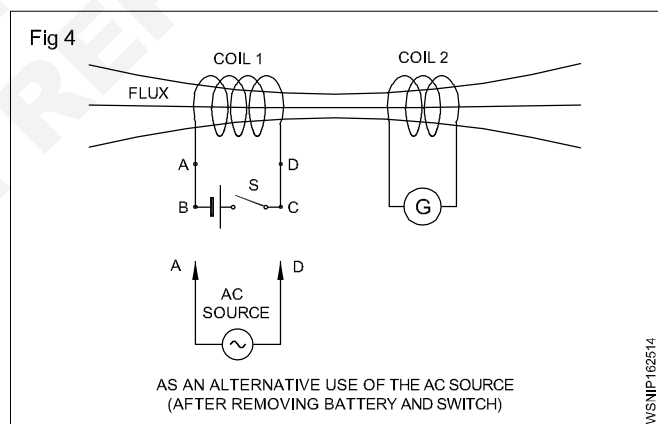 Fig 4
COIL 1
COIL 2
FLUX
A
D
S
B
C
G
A
D
AC
SOURCE
AS AN ALTERNATIVE USE OF THE AC SOURCE
(AFTER REMOVING BATTERY AND SWITCH)
WSNIP162514